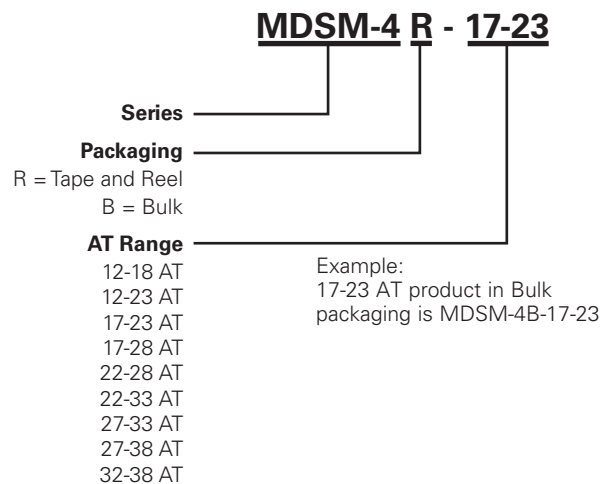 MDSM-4 R - 17-23
Series
Packaging
R = Tape and Reel
B = Bulk
AT Range
12-18 AT
12-23 AT
17-23 AT
17-28 AT
22-28 AT
22-33 AT
27-33 AT
27-38 AT
32-38 AT
Example:
17-23 AT product in Bulk
packaging is MDSM-4B-17-23